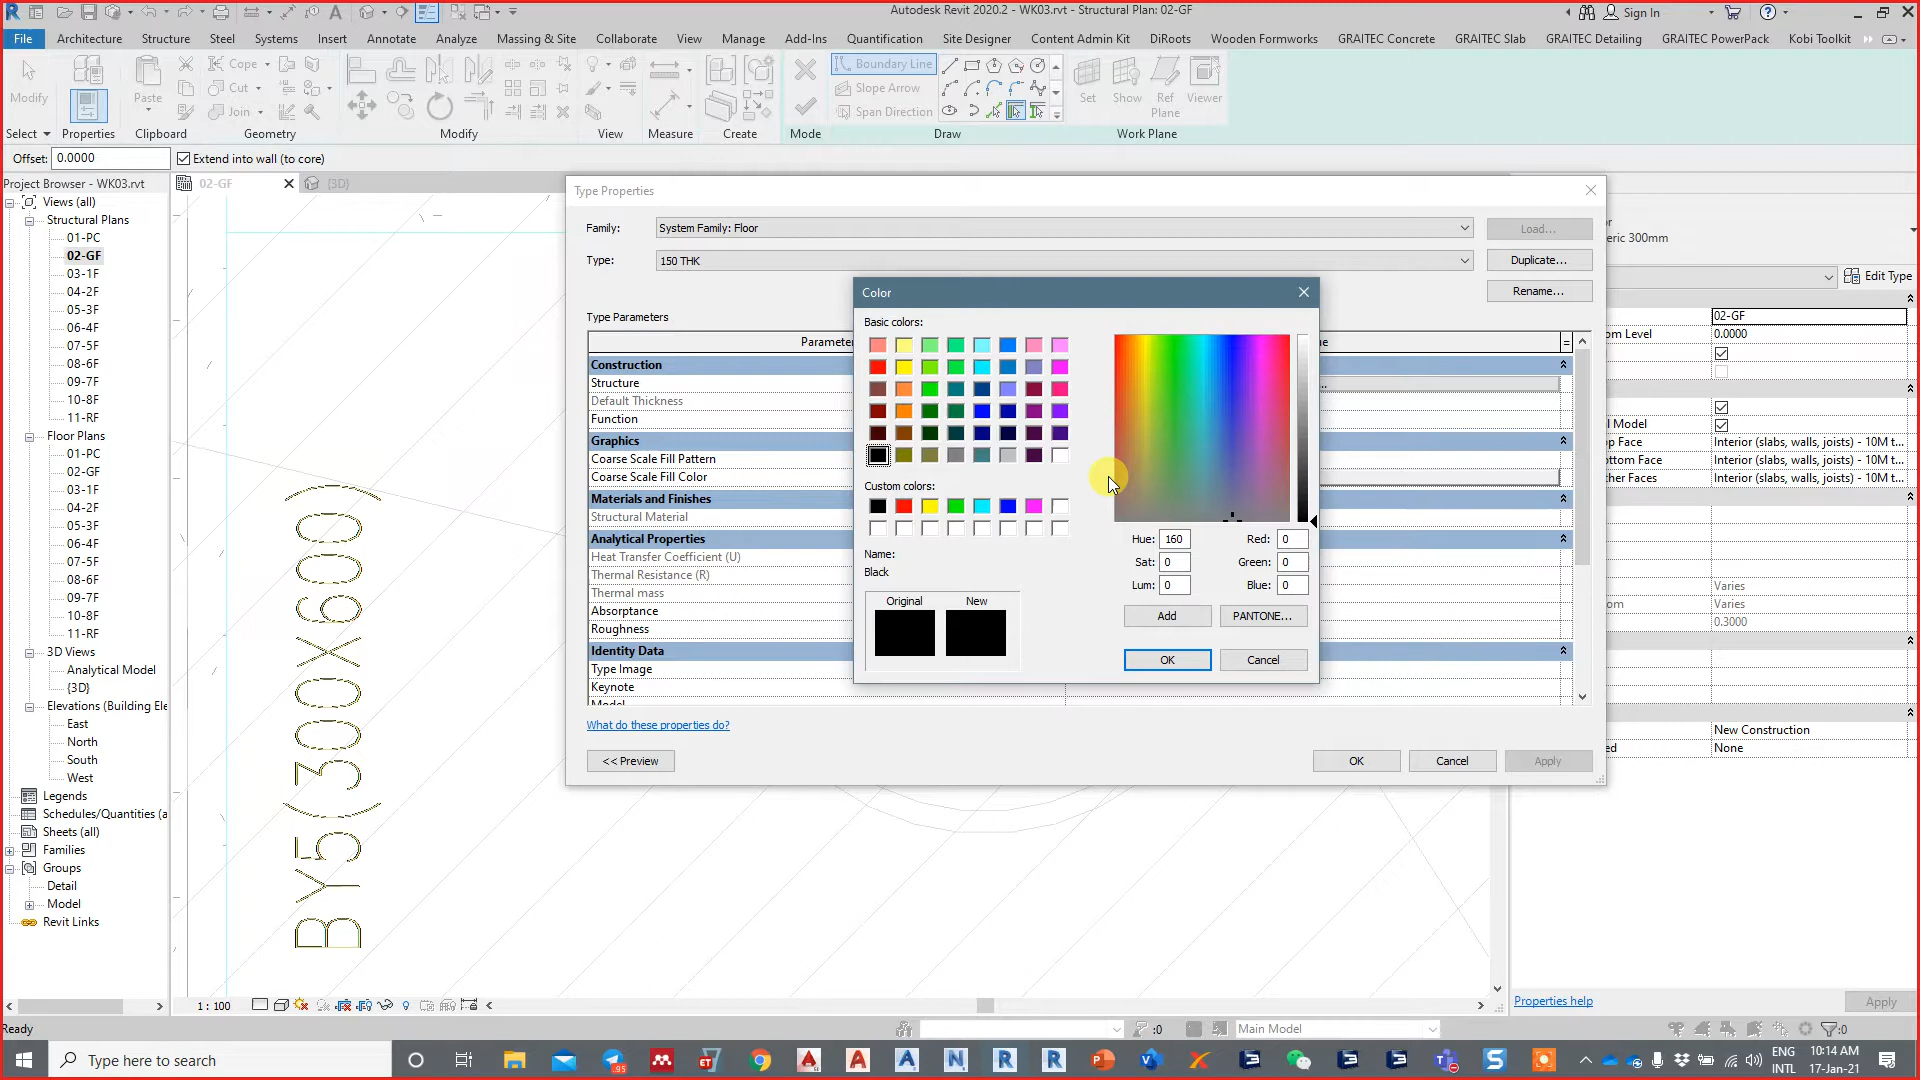 Autodesk Revit 2020.2 - WK03.rvt - Structural Plan: 02-GF
Sign In
File Architecture Structure Steel Systems Insert Annotate Analyze Massing & Site Collaborate View Manage Add-Ins Quantification Site Designer Content Admin Kit DiRoots Wooden Formworks GRAITEC Concrete GRAITEC Slab GRAITEC Detailing GRAITEC PowerPack Kobi Toolkit
Modify
Paste
Cope
Cut
Join
Boundary Line
Slope Arrow
Span Direction
Set Show Ref Plane Viewer
Select Properties Clipboard Geometry Modify View Measure Create Mode Draw Work Plane
Offset: 0.0000 Extend into wall (to core)
Project Browser - WK03.rvt
02-GF
{3D}
Views (all)
Structural Plans
01-PC
02-GF
03-1F
04-2F
05-3F
06-4F
07-5F
08-6F
09-7F
10-8F
11-RF
Floor Plans
01-PC
02-GF
03-1F
04-2F
05-3F
06-4F
07-5F
08-6F
09-7F
10-8F
11-RF
3D Views
Analytical Model
{3D}
Elevations (Building Ele
East
North
South
West
Legends
Schedules/Quantities (a
Sheets (all)
Families
Groups
Detail
Model
Revit Links
BY5(300X600)
Type Properties
Family: System Family: Floor Load...
Type: 150 THK Duplicate...
Rename...
Type Parameters
Parameter
ue
=
Construction
Structure
Default Thickness
Function
Graphics
Coarse Scale Fill Pattern
Coarse Scale Fill Color
Materials and Finishes
Structural Material
Analytical Properties
Heat Transfer Coefficient (U)
Thermal Resistance (R)
Thermal mass
Absorptance
Roughness
Identity Data
Type Image
Keynote
Model
What do these properties do?
<< Preview OK Cancel Apply
Color
Basic colors:
Custom colors:
Name:
Black
Original New
Hue: 160 Red: 0
Sat: 0 Green: 0
Lum: 0 Blue: 0
Add PANTONE...
OK Cancel
or
eric 300mm
Edit Type
02-GF
om Level 0.0000
l Model
op Face Interior (slabs, walls, joists) - 10M t...
ottom Face Interior (slabs, walls, joists) - 10M t...
ther Faces Interior (slabs, walls, joists) - 10M t...
Varies
om Varies
0.3000
New Construction
ed None
Properties help Apply
1 : 100
Ready
:0
Main Model
:0
Type here to search
95
ENG
INTL
10:14 AM
17-Jan-21